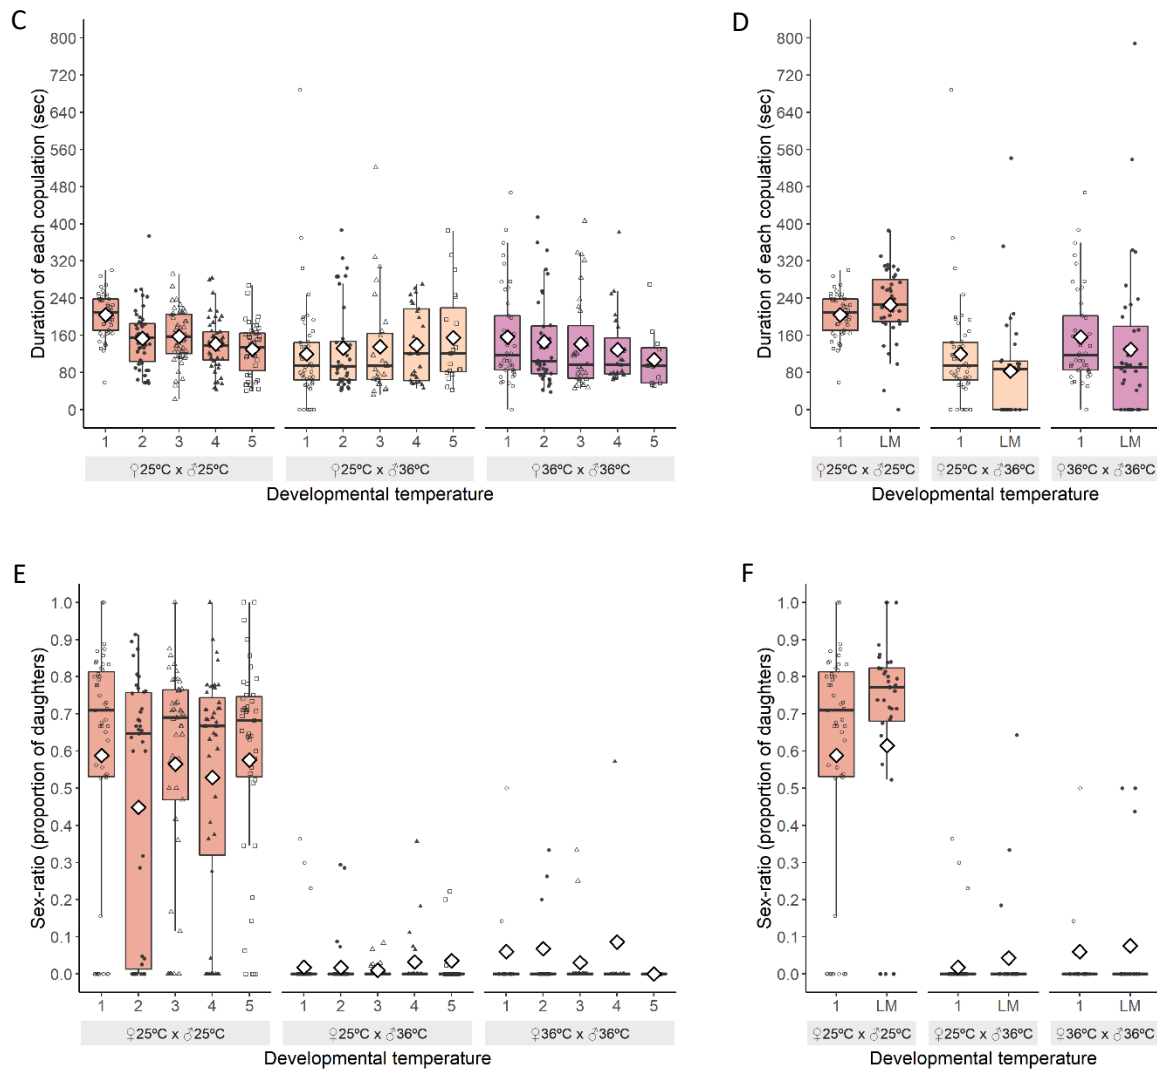 C
Duration of each copulation (sec)
800
720
640
560
480
400
320
240
160
80
0
1 2 3 4 5 1 2 3 4 5 1 2 3 4 5
♀25ºC x ♂25ºC ♀25ºC x ♂36ºC ♀36ºC x ♂36ºC
Developmental temperature
D
Duration of each copulation (sec)
800
720
640
560
480
400
320
240
160
80
0
1 LM 1 LM 1 LM
♀25ºC x ♂25ºC ♀25ºC x ♂36ºC ♀36ºC x ♂36ºC
Developmental temperature
E
Sex-ratio (proportion of daughters)
1.0
0.9
0.8
0.7
0.6
0.5
0.4
0.3
0.2
0.1
0.0
1 2 3 4 5 1 2 3 4 5 1 2 3 4 5
♀25ºC x ♂25ºC ♀25ºC x ♂36ºC ♀36ºC x ♂36ºC
Developmental temperature
F
Sex-ratio (proportion of daughters)
1.0
0.9
0.8
0.7
0.6
0.5
0.4
0.3
0.2
0.1
0.0
1 LM 1 LM 1 LM
♀25ºC x ♂25ºC ♀25ºC x ♂36ºC ♀36ºC x ♂36ºC
Developmental temperature